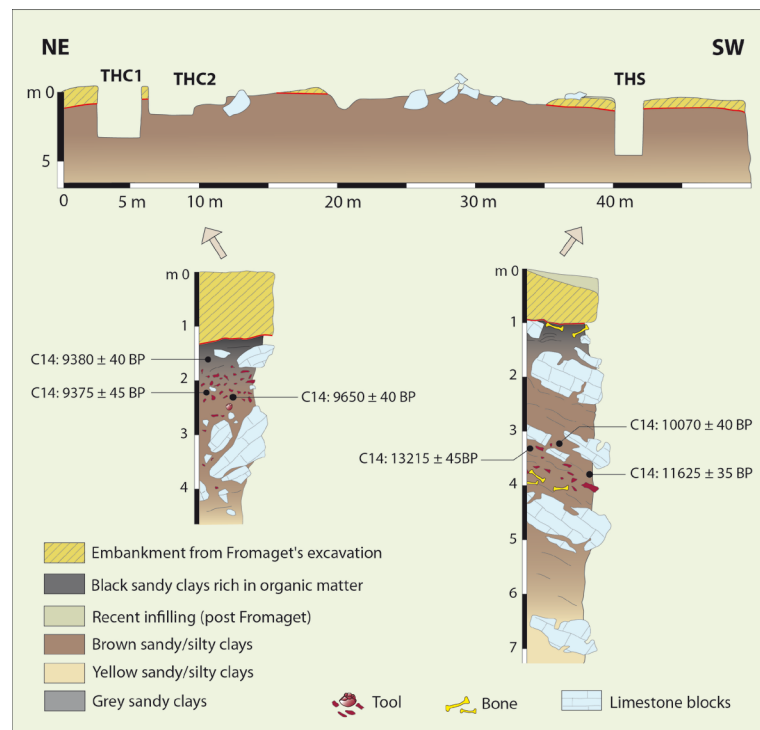 NE
SW
THC1
THC2
THS
m 0
5
0
5 m
10 m
20 m
30 m
40 m
m 0
1
2
3
4
C14: 9380 ± 40 BP
C14: 9375 ± 45 BP
C14: 9650 ± 40 BP
m 0
1
2
3
4
5
6
7
C14: 10070 ± 40 BP
C14: 13215 ± 45BP
C14: 11625 ± 35 BP
Embankment from Fromaget's excavation
Black sandy clays rich in organic matter
Recent infilling (post Fromaget)
Brown sandy/silty clays
Yellow sandy/silty clays
Grey sandy clays
Tool
Bone
Limestone blocks